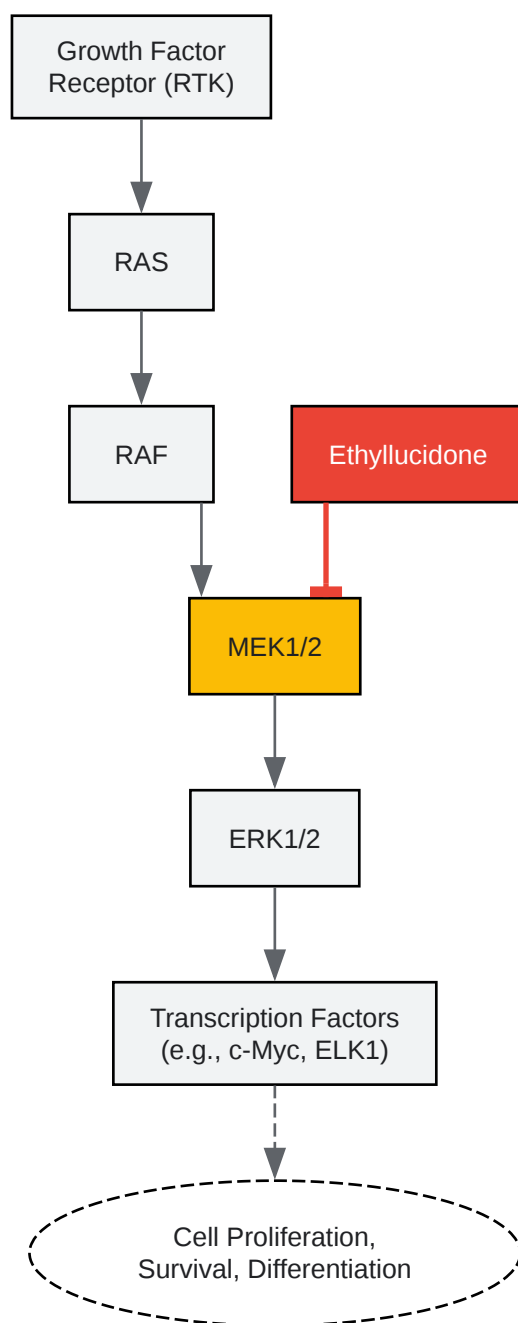 Growth Factor
Receptor (RTK)
RAS
RAF
Ethyllucidone
MEK1/2
ERK1/2
Transcription Factors
(e.g., c-Myc, ELK1)
Cell Proliferation,
Survival, Differentiation